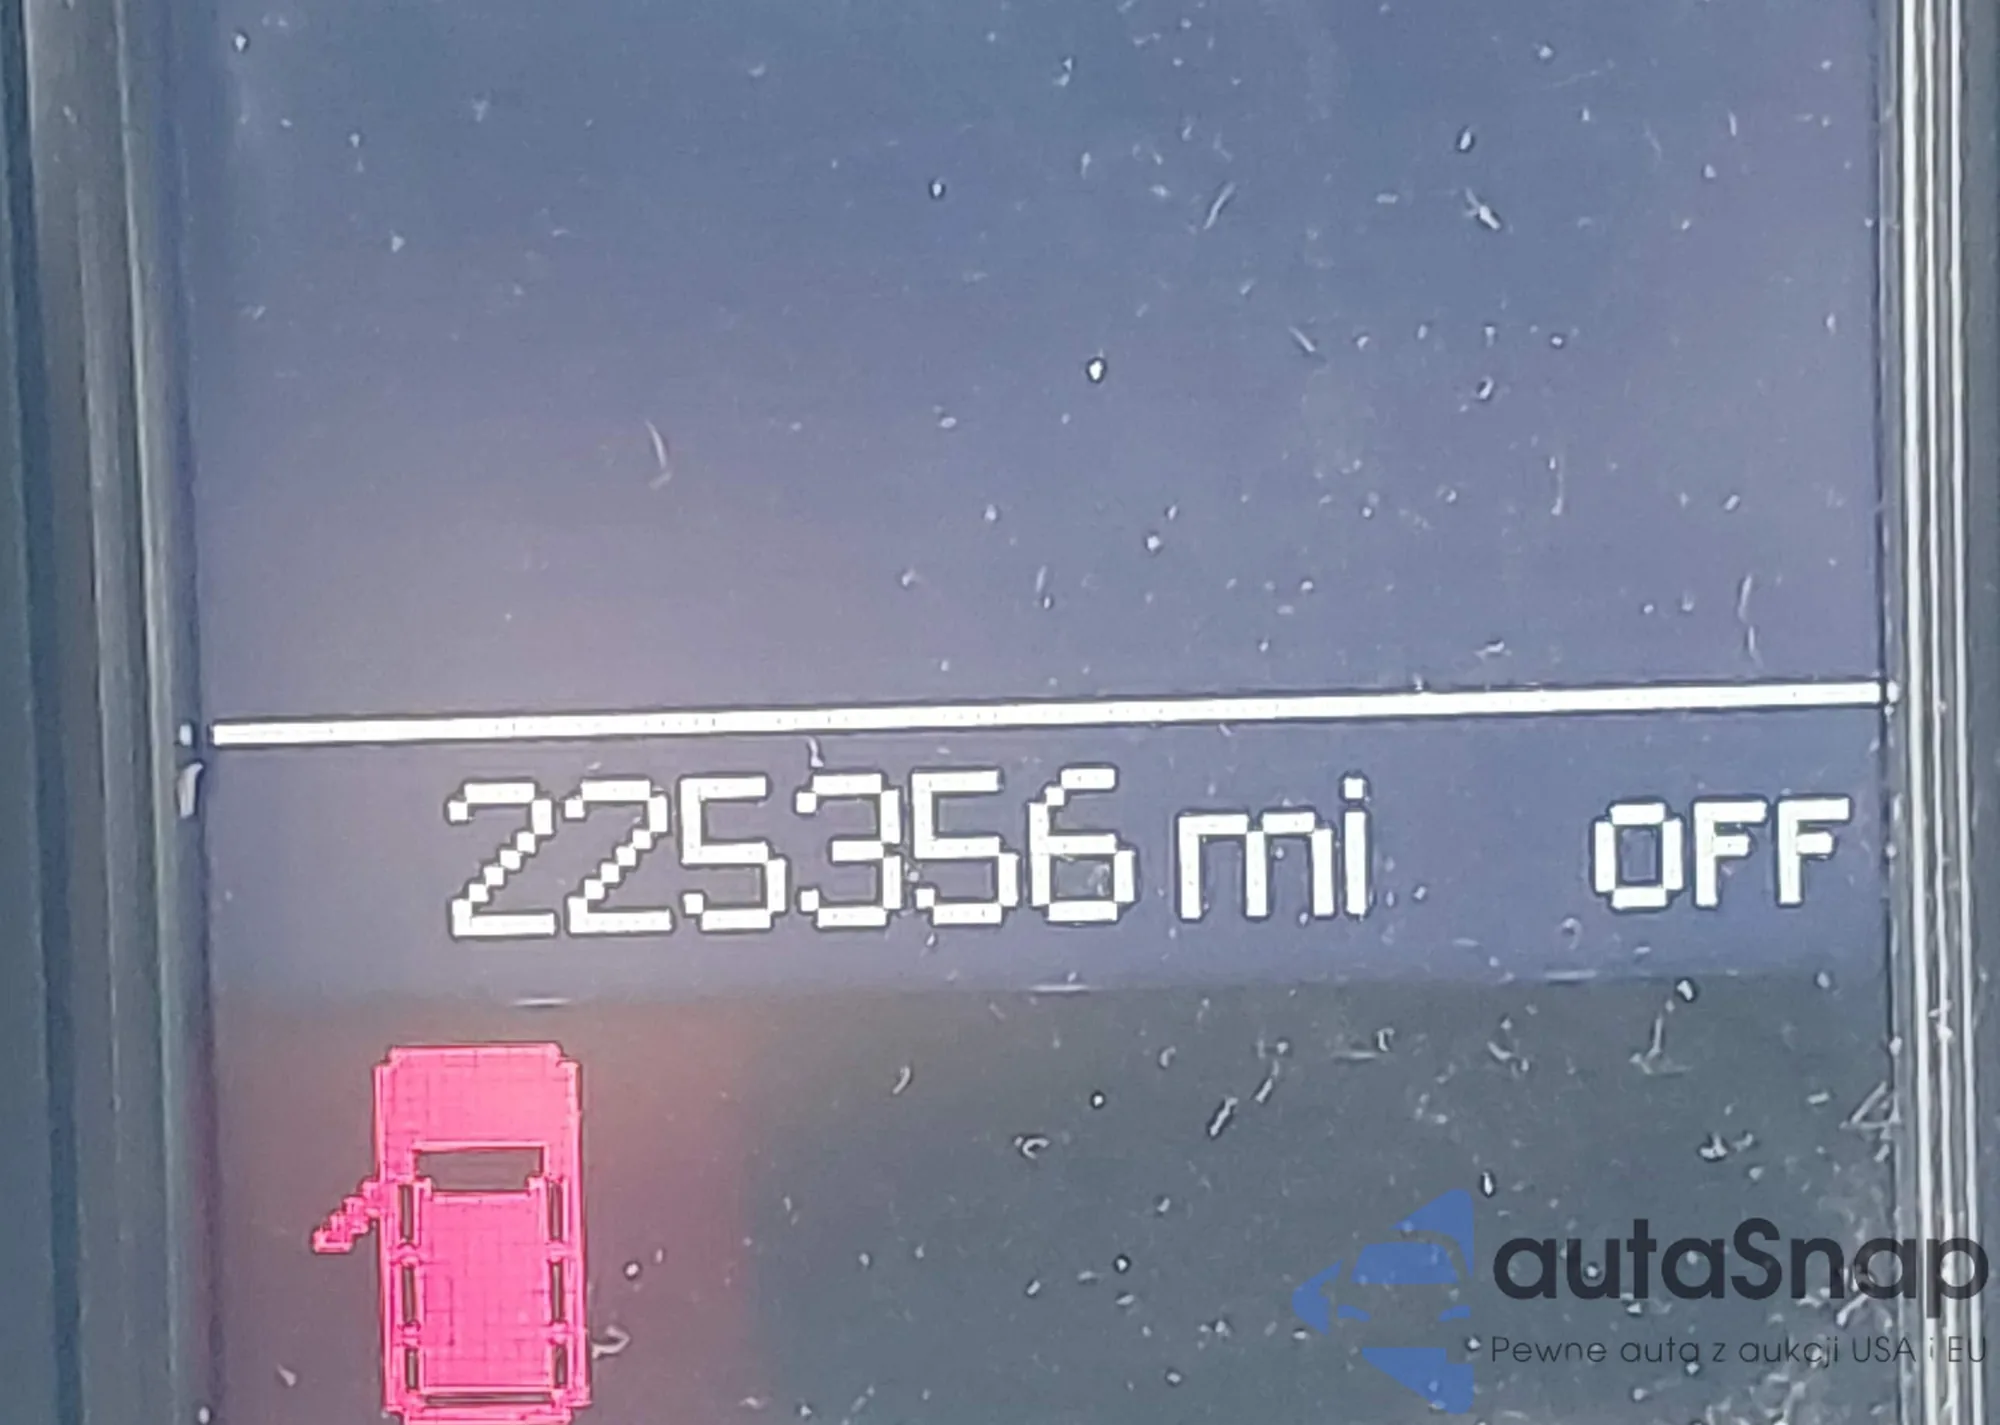 225356 mi OFF
autaSnap
Pewne auta z aukcji USA i EU